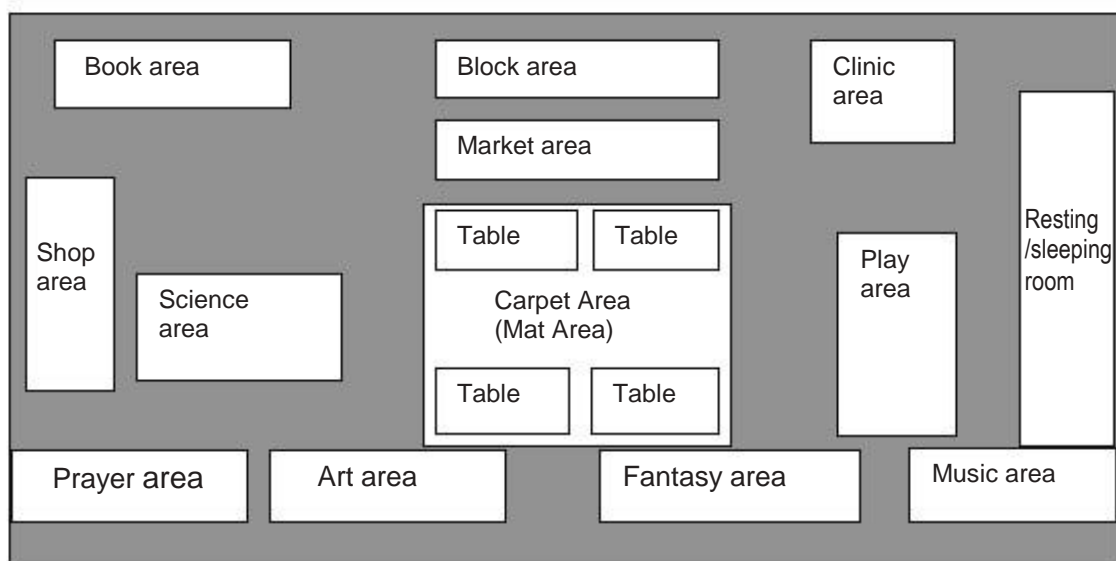 Book area
Block area
Clinic
area
Market area
Shop
area
Science
area
Table
Table
Carpet Area
(Mat Area)
Table
Table
Play
area
Resting
/sleeping
room
Prayer area
Art area
Fantasy area
Music area